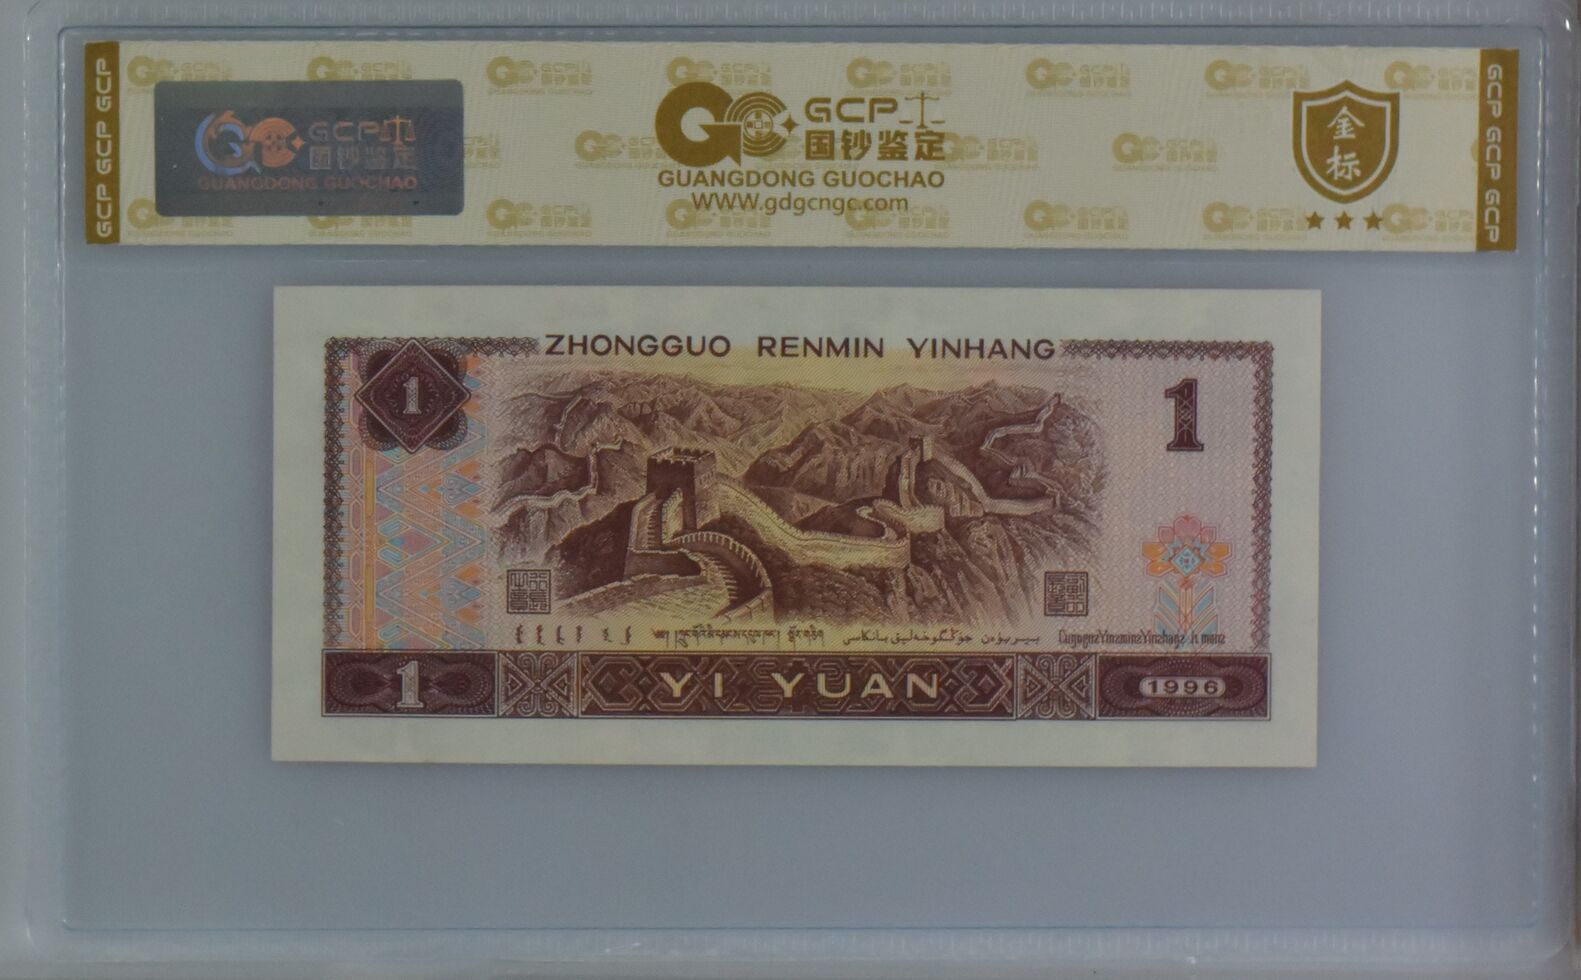 GCP GCP GCP
GCP
国钞鉴定
GUANGDONG GUOCHAO
GCP
国钞鉴定
GUANGDONG GUOCHAO
WWW.gdgcngc.com
金标
GCP GCP GCP
ZHONGGUO RENMIN YINHANG
1
1
1
YI YUAN
1996